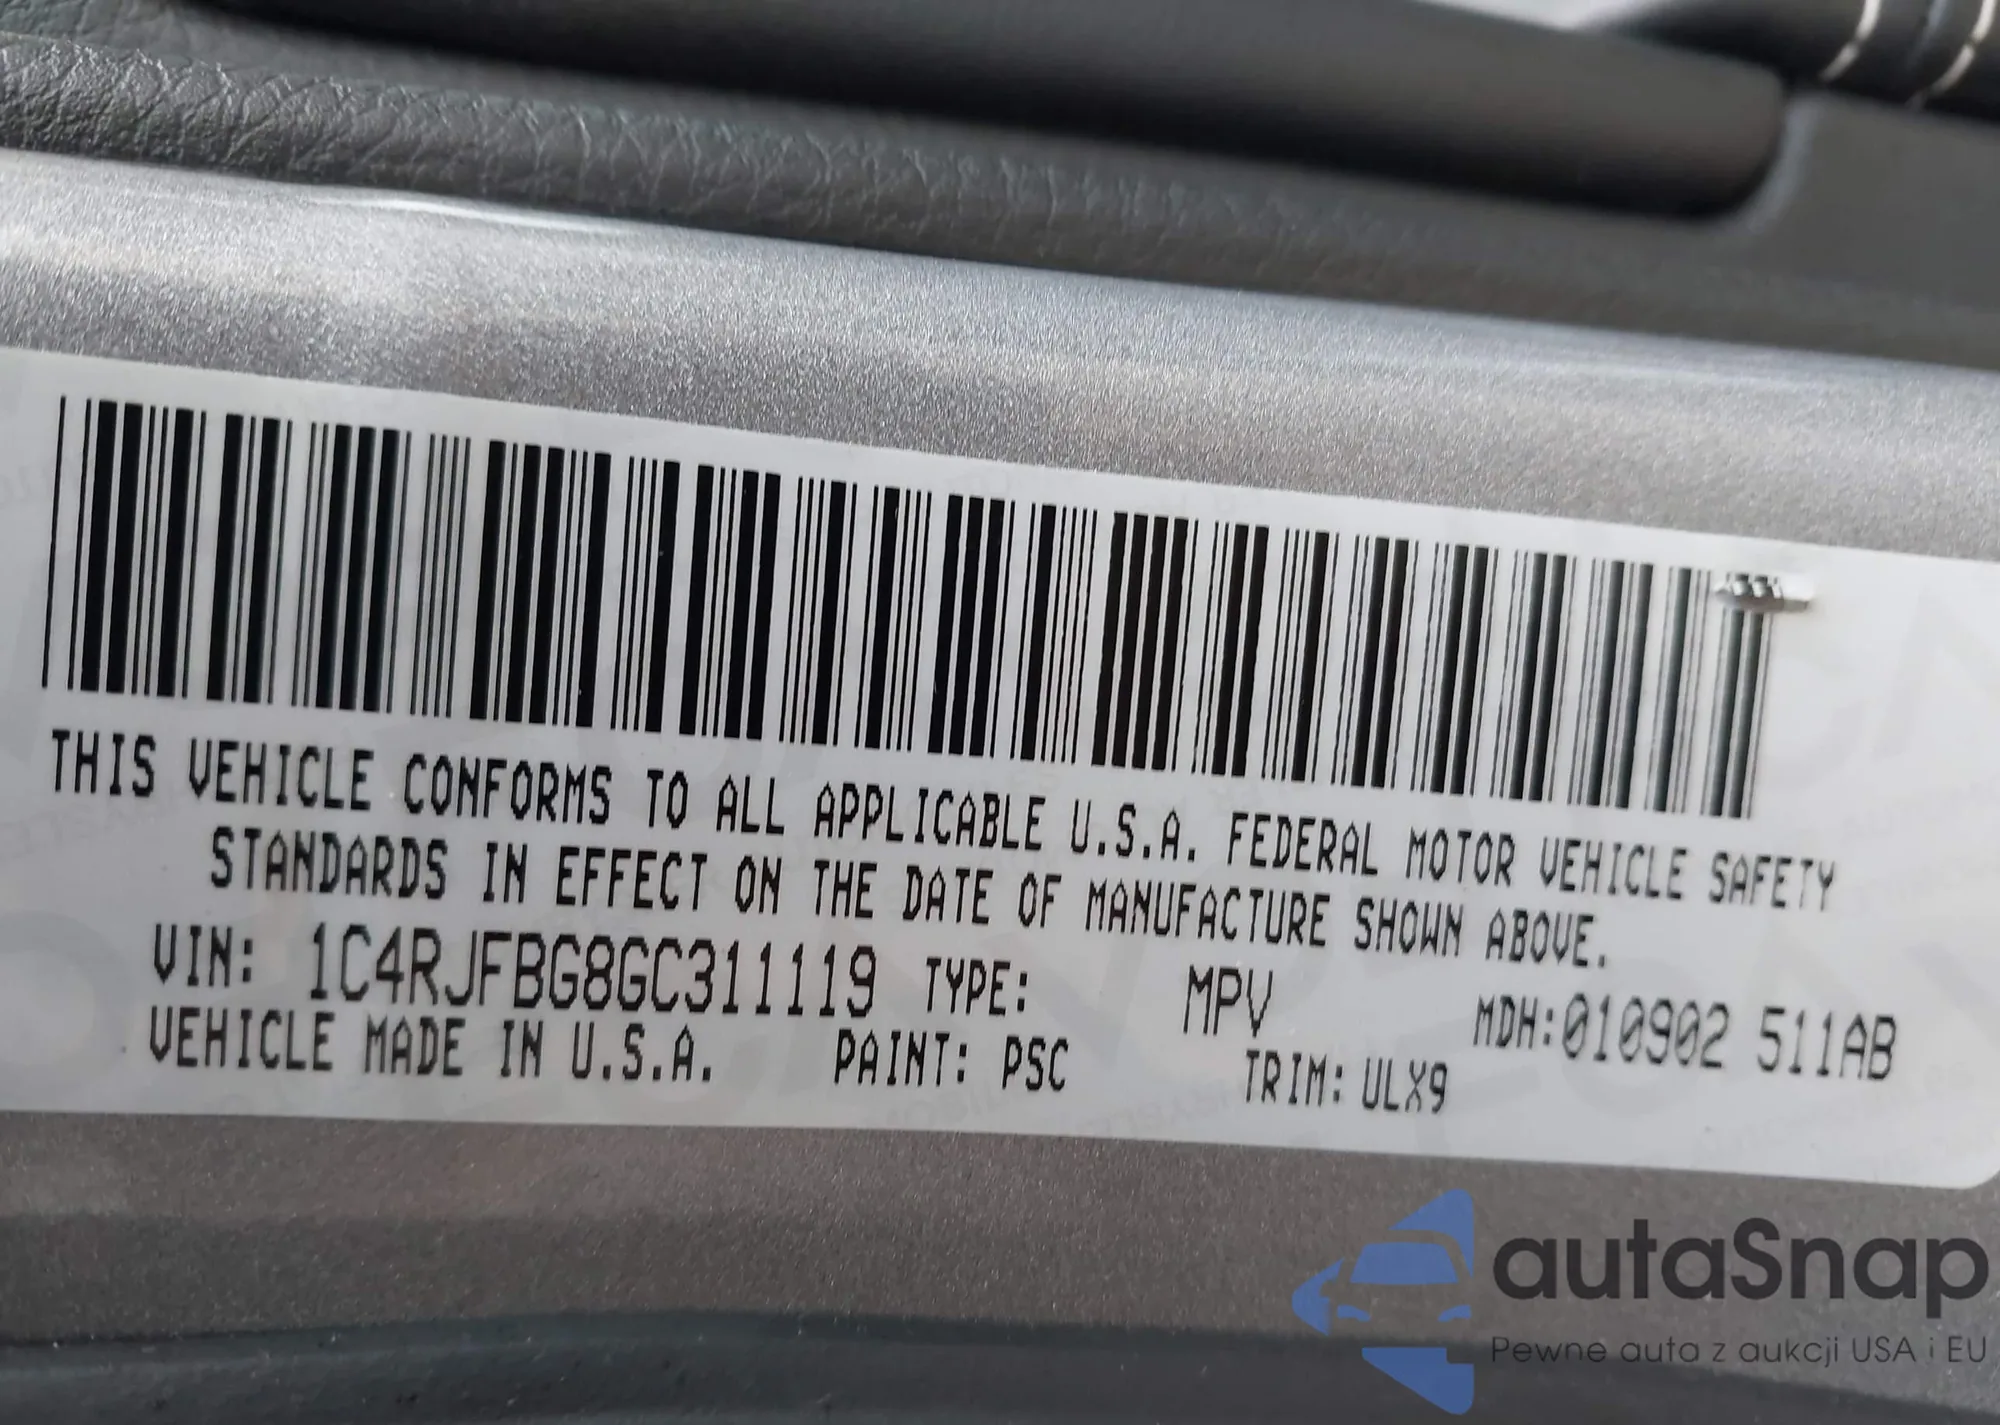 THIS VEHICLE CONFORMS TO ALL APPLICABLE U.S.A. FEDERAL MOTOR VEHICLE SAFETY
STANDARDS IN EFFECT ON THE DATE OF MANUFACTURE SHOWN ABOVE.
VIN: 1C4RJFBG8GC311119 TYPE: MPV MDH:010902 511AB
VEHICLE MADE IN U.S.A. PAINT: PSC TRIM: ULX9
autaSnap
Pewne auta z aukcji USA i EU